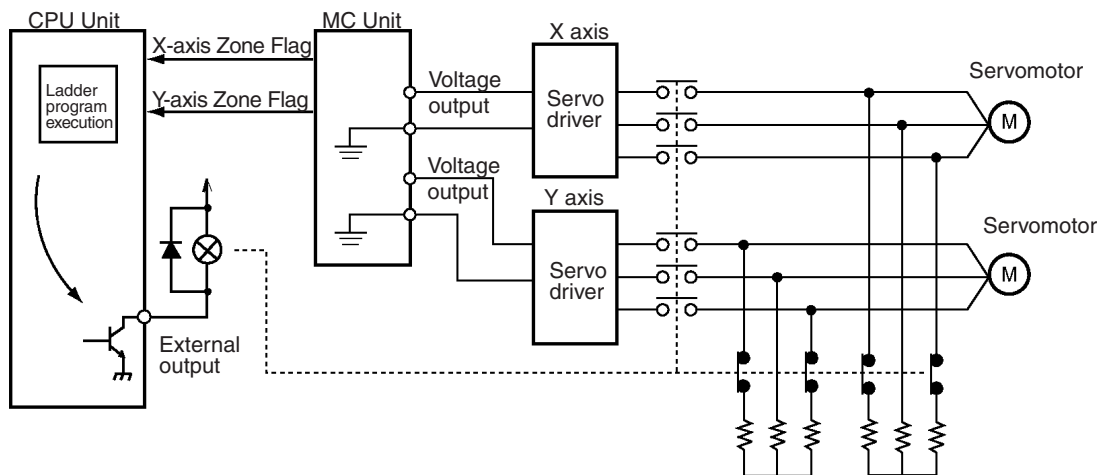 CPU Unit
MC Unit
X-axis Zone Flag
Y-axis Zone Flag
Ladder
program
execution
External
output
Voltage
output
Voltage
output
X axis
Servo
driver
Y axis
Servo
driver
Servomotor
M
Servomotor
M